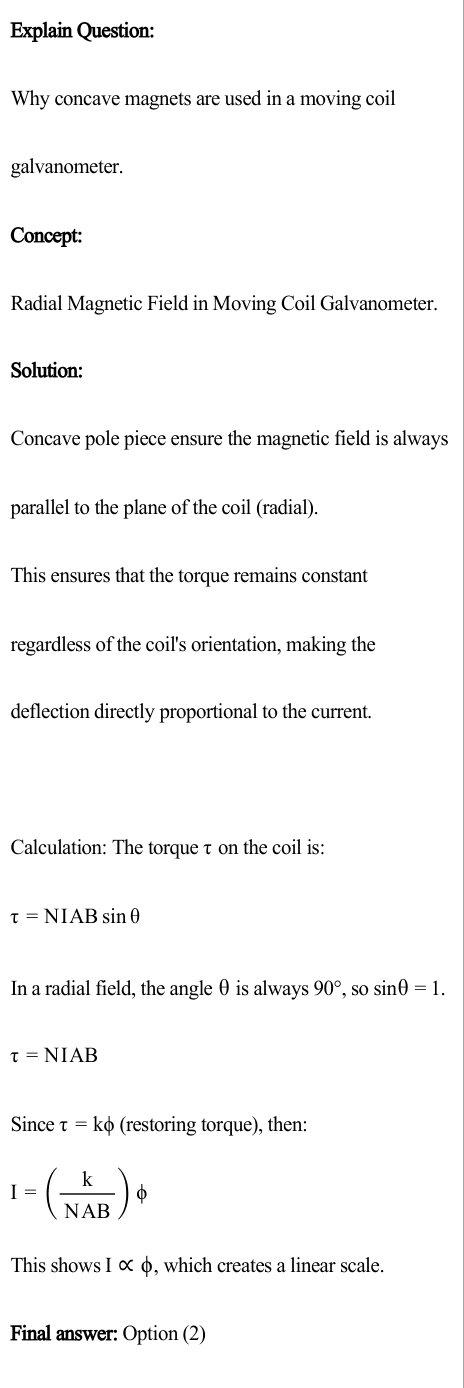 Explain Question:
Why concave magnets are used in a moving coil
galvanometer.
Concept:
Radial Magnetic Field in Moving Coil Galvanometer.
Solution:
Concave pole piece ensure the magnetic field is always
parallel to the plane of the coil (radial).
This ensures that the torque remains constant
regardless of the coil's orientation, making the
deflection directly proportional to the current.
Calculation: The torque τ on the coil is:
τ = NIAB sin θ
In a radial field, the angle θ is always 90°, so sinθ = 1.
τ = NIAB
Since τ = kϕ (restoring torque), then:
I = (k / NAB) ϕ
This shows I ∝ ϕ, which creates a linear scale.
Final answer: Option (2)